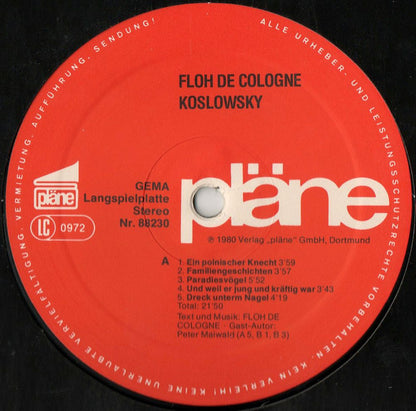 ALLE URHEBER- UND LEISTUNGSSCHUTZRECHTE VORBEHALTEN. KEIN VERLEIH! KEINE UNERLAUBTE VERVIELFÄLTIGUNG, VERMIETUNG, AUFFÜHRUNG, SENDUNG!
FLOH DE COLOGNE
KOSLOWSKY
pläne
GEMA
Langspielplatte
Stereo
Nr. 88230
LC 0972
pläne
℗ 1980 Verlag „pläne" GmbH, Dortmund
A
1. Ein polnischer Knecht 3'59
2. Familiengeschichten 3'57
3. Paradiesvögel 5'52
4. Und weil er jung und kräftig war 3'43
5. Dreck unterm Nagel 4'19
Total: 21'50
Text und Musik: FLOH DE
COLOGNE - Gast-Autor:
Peter Maiwald (A 5, B 1, B 3)